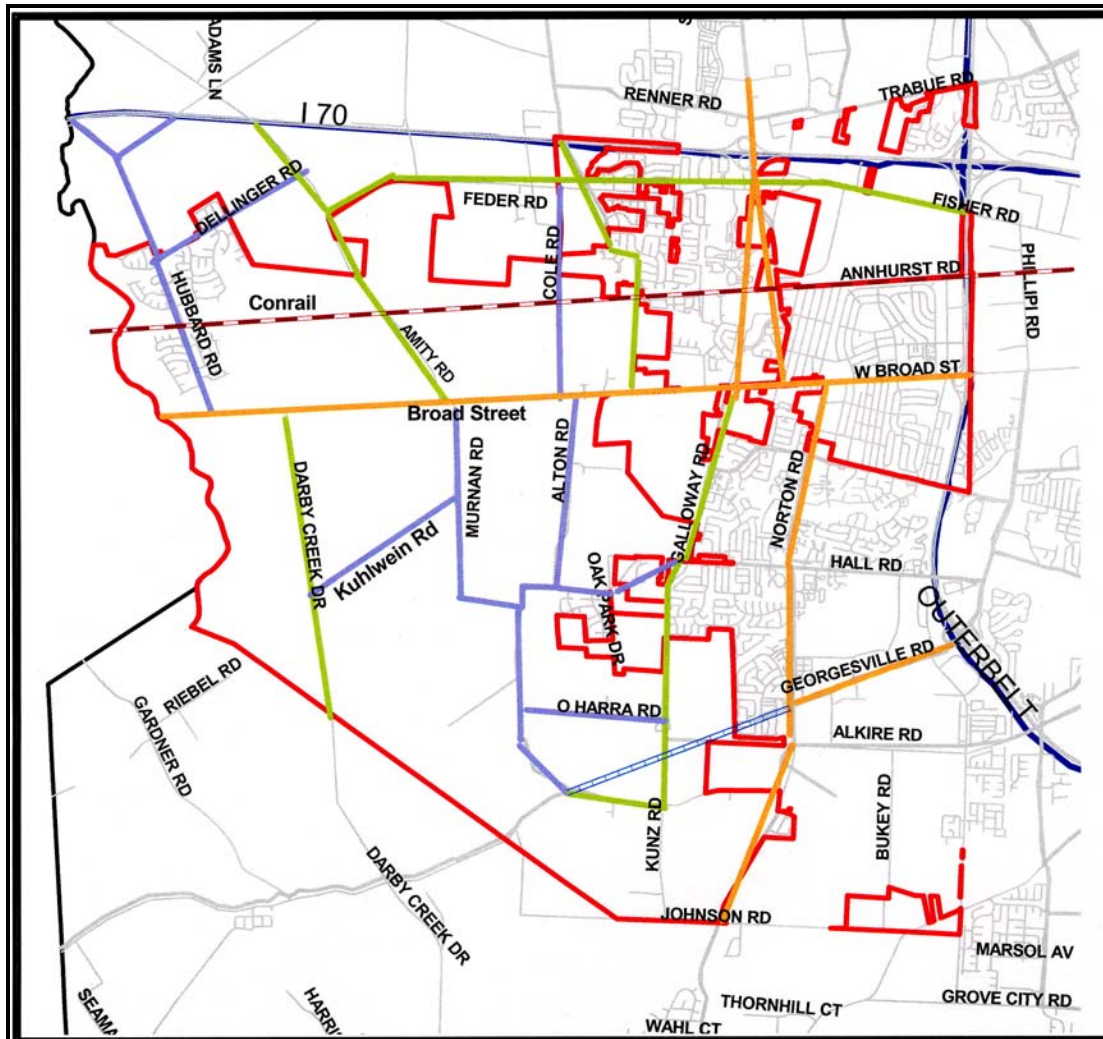 ADAMS LN
RENNER RD
TRABUE RD
I 70
DELLINGER RD
FEDER RD
FISHER RD
COLE RD
ANNHURST RD
PHILLIPI RD
HUBBARD RD
Conrail
AMITY RD
W BROAD ST
Broad Street
DARBY CREEK DR
MURNAN RD
ALTON RD
GALLOWAY RD
NORTON RD
Kuhlwein Rd
OAK PARK DR
HALL RD
OUTERBELT
RIEBEL RD
GARDNER RD
GEORGESVILLE RD
O HARRA RD
ALKIRE RD
KUNZ RD
BUKEY RD
DARBY CREEK DR
JOHNSON RD
MARSOL AV
THORNHILL CT
GROVE CITY RD
WAHL CT